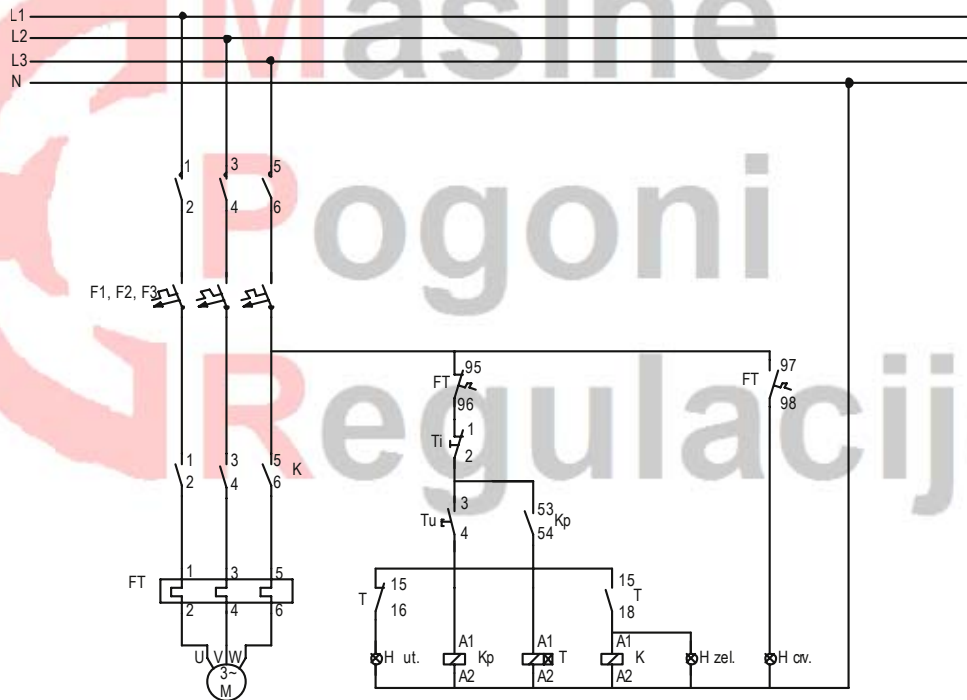 Mašine
Pogoni
Regulacij
L1
L2
L3
N
1 3 5
2 4 6
F1, F2, F3
95
FT
96
97
FT
98
1
Ti
2
1 3 5 K
2 4 6
3
Tu
4
53
Kp
54
FT 1 3 5
2 4 6
15
T
16
15
T
18
U V W
3~
M
H ut.
A1
Kp
A2
A1
T
A2
A1
K
A2
H zel.
H crv.